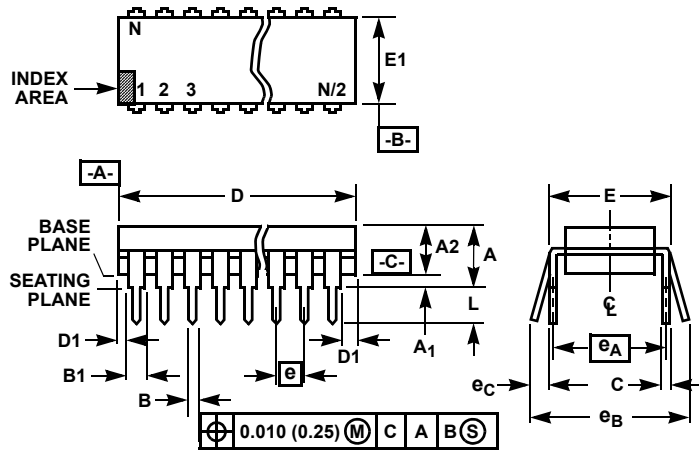 N
E1
INDEX
AREA
1 2 3 N/2
-B-
-A-
D
E
BASE
PLANE
A2
A
-C-
SEATING
PLANE
L
C
L
D1
A1
D1
eA
B1
e
eC
C
B
eB
0.010 (0.25) M C A B S